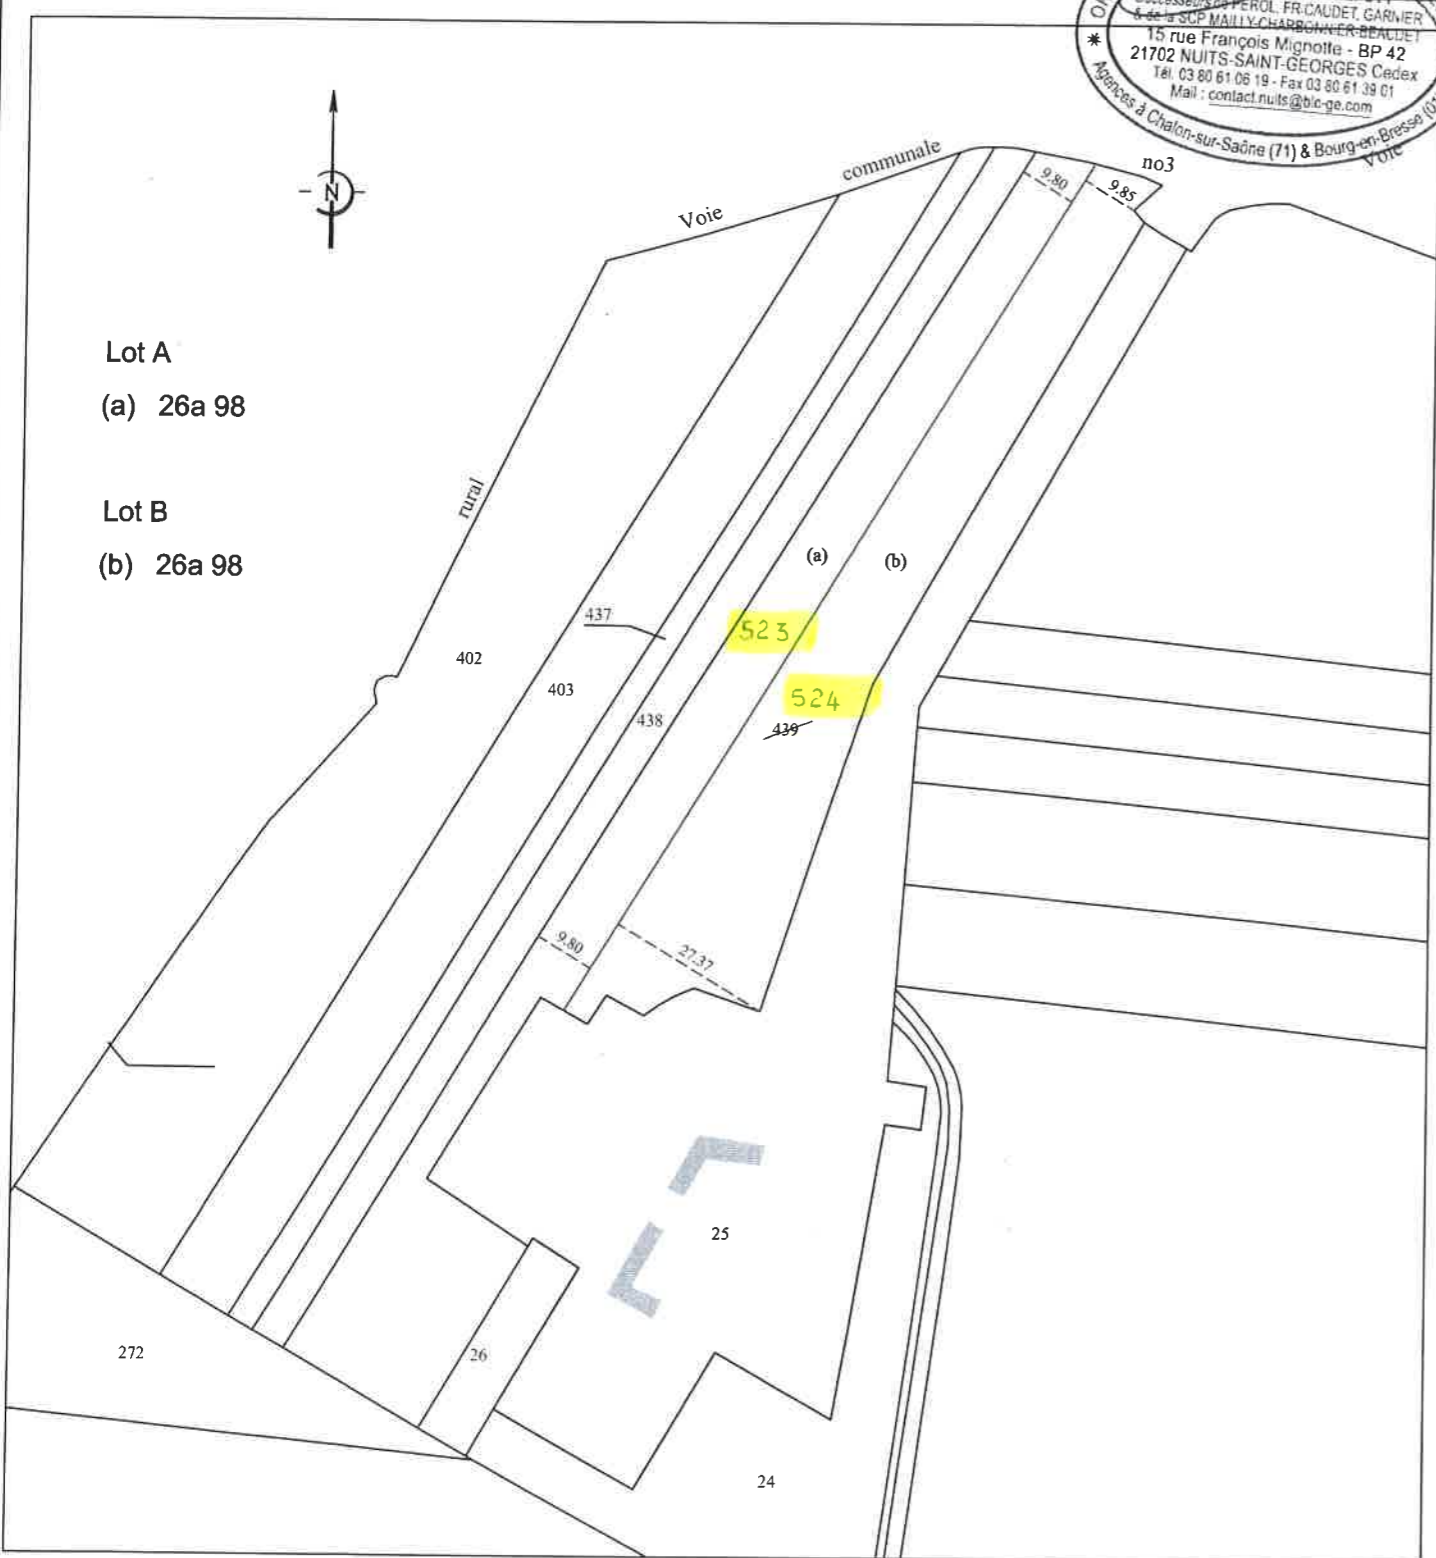 PEROL, FR.CAUDET, GARNIER
& de la SCP MAILLY-CHARBONNIER-BEAUDET
15 rue François Mignotte - BP 42
21702 NUITS-SAINT-GEORGES Cedex
Tél. 03 80 61 06 19 - Fax 03 80 61 39 01
Mail : contact.nuits@blc-ge.com
* Agences à Chalon-sur-Saône (71) & Bourg-en-Bresse
Voie
no3
communale
Voie
9.80
9.85
N
Lot A
(a) 26a 98
rural
Lot B
(b) 26a 98
(a)
(b)
437
523
402
403
524
438
439
9.80
27.37
25
272
26
24